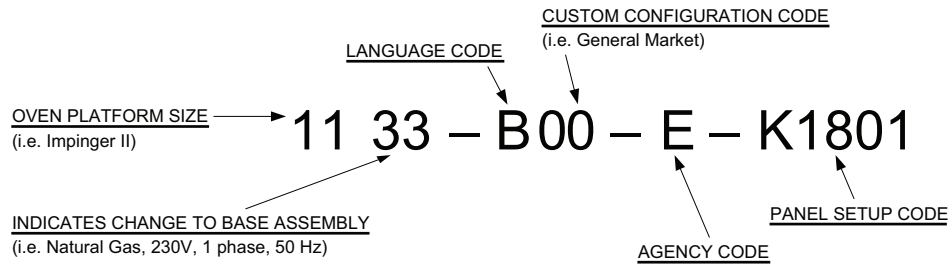 CUSTOM CONFIGURATION CODE
(i.e. General Market)
LANGUAGE CODE
OVEN PLATFORM SIZE
(i.e. Impinger II)
11 33 – B00 – E – K1801
INDICATES CHANGE TO BASE ASSEMBLY
(i.e. Natural Gas, 230V, 1 phase, 50 Hz)
PANEL SETUP CODE
AGENCY CODE